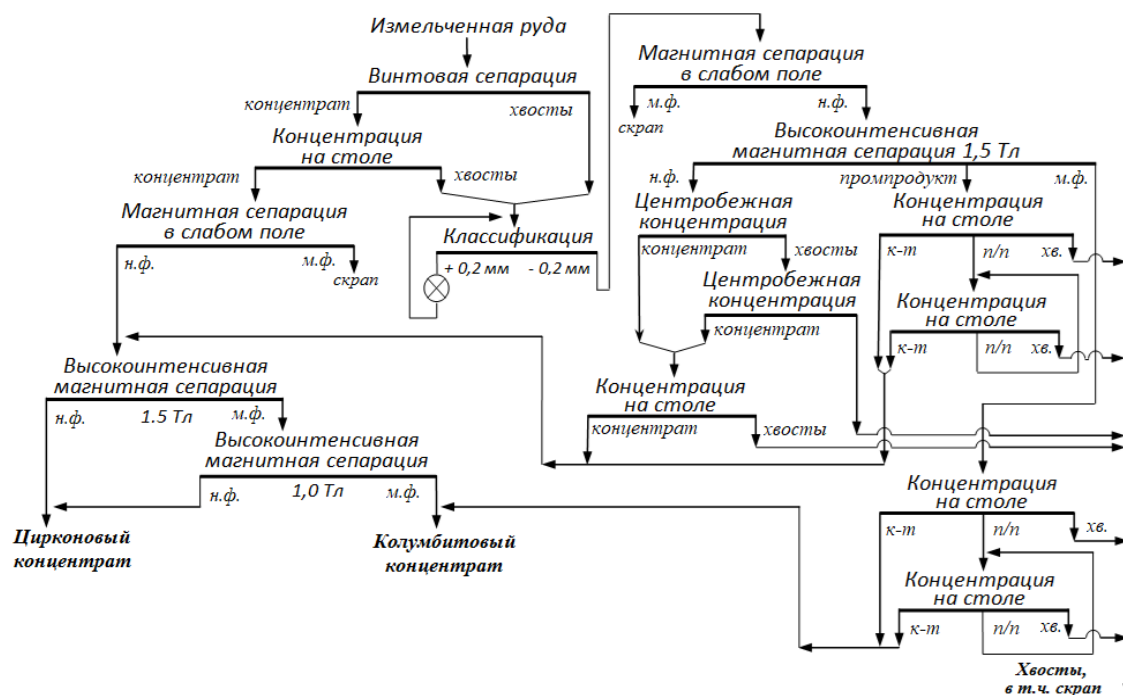 Измельченная руда
Винтовая сепарация
концентрат
хвосты
Концентрация
на столе
концентрат
хвосты
Магнитная сепарация
в слабом поле
н.ф.
м.ф.
скрап
Классификация
+ 0,2 мм
- 0,2 мм
Высокоинтенсивная
магнитная сепарация
н.ф.
1.5 Тл
м.ф.
Высокоинтенсивная
магнитная сепарация
н.ф.
1,0 Тл
м.ф.
Цирконовый
концентрат
Колумбитовый
концентрат
Магнитная сепарация
в слабом поле
м.ф.
н.ф.
скрап
Высокоинтенсивная
магнитная сепарация 1,5 Тл
н.ф.
промпродукт
м.ф.
Центробежная
концентрация
концентрат
хвосты
Центробежная
концентрация
концентрат
Концентрация
на столе
концентрат
хвосты
Концентрация
на столе
к-т
п/п
хв.
Концентрация
на столе
к-т
п/п
хв.
Концентрация
на столе
к-т
п/п
хв.
Концентрация
на столе
к-т
п/п
хв.
Хвосты,
в т.ч. скрап